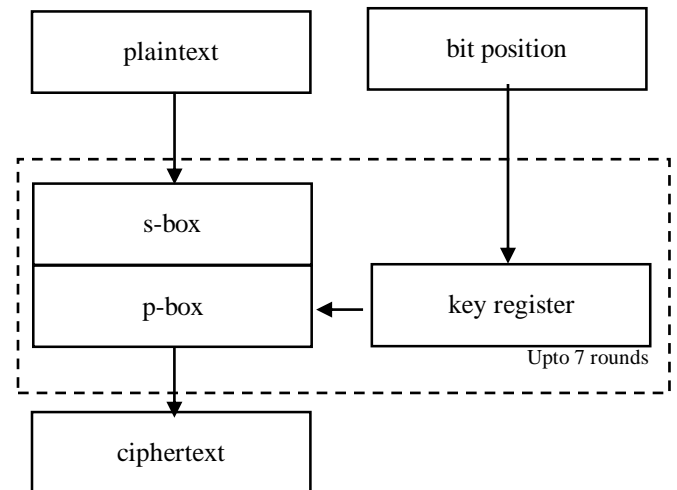 plaintext
bit position
s-box
p-box
key register
Upto 7 rounds
ciphertext